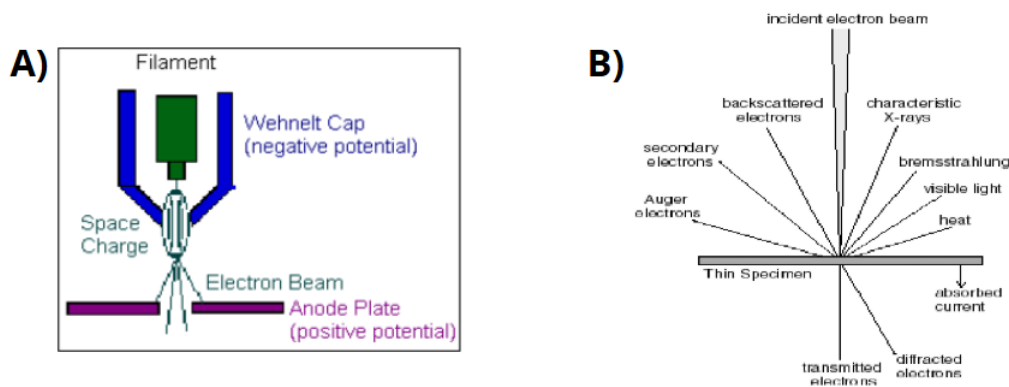 A)
Filament
Wehnelt Cap
(negative potential)
Space
Charge
Electron Beam
Anode Plate
(positive potential)
B)
incident electron beam
backscattered
electrons
characteristic
X-rays
secondary
electrons
bremsstrahlung
visible light
Auger
electrons
heat
Thin Specimen
absorbed
current
transmitted
electrons
diffracted
electrons